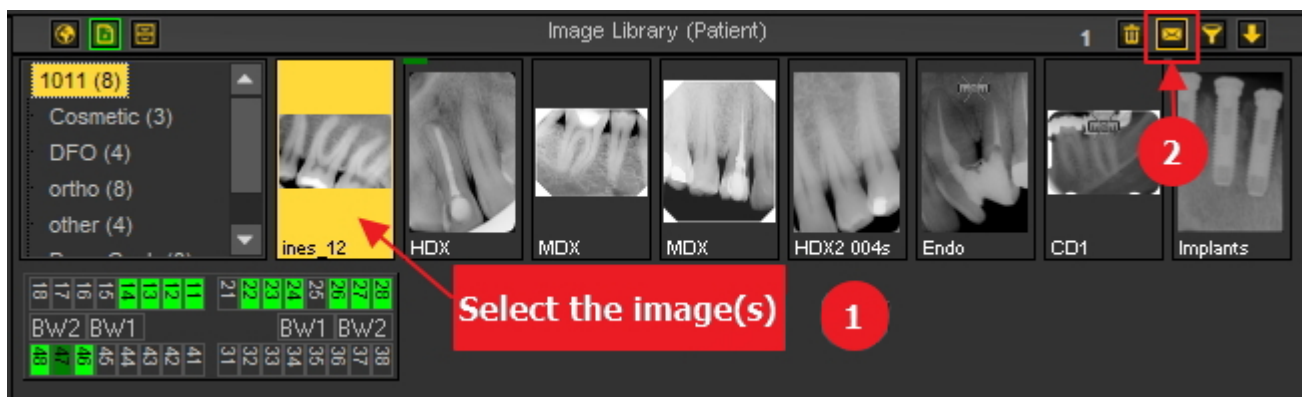 Image Library (Patient)
1
1011 (8)
Cosmetic (3)
DFO (4)
ortho (8)
other (4)
ines_12
HDX
MDX
MDX
HDX2 004s
Endo
CD1
Implants
2
Select the image(s)
1
18 17 16 15 14 13 12 11 21 22 23 24 25 26 27 28
BW2 BW1 BW1 BW2
48 47 46 45 44 43 42 41 31 32 33 34 35 36 37 38